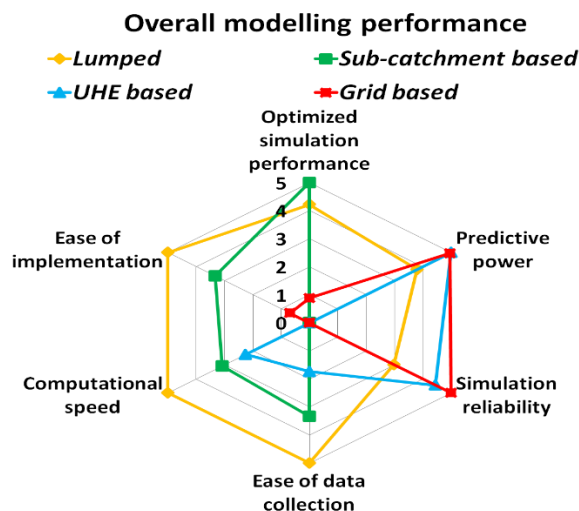 Overall modelling performance
Lumped
Sub-catchment based
UHE based
Grid based
Optimized
simulation
performance
5
4
3
2
1
0
Predictive
power
Simulation
reliability
Ease of data
collection
Computational
speed
Ease of
implementation